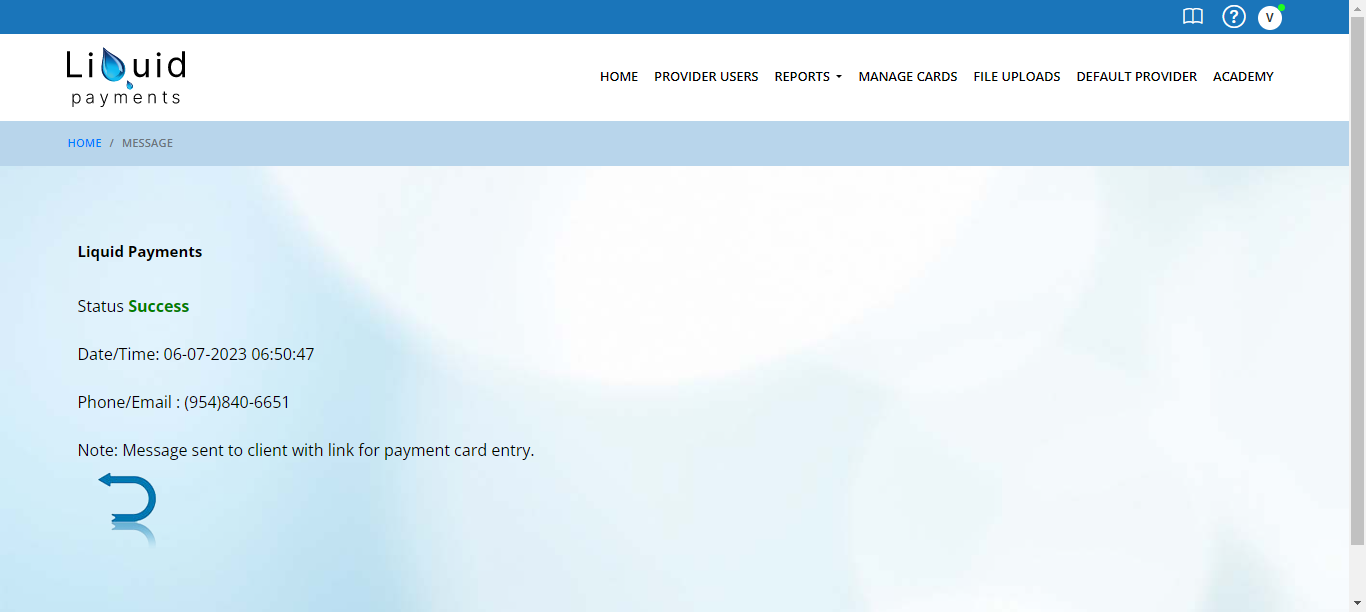 ? V
Liquid
payments
HOME PROVIDER USERS REPORTS MANAGE CARDS FILE UPLOADS DEFAULT PROVIDER ACADEMY
HOME / MESSAGE
Liquid Payments
Status Success
Date/Time: 06-07-2023 06:50:47
Phone/Email : (954)840-6651
Note: Message sent to client with link for payment card entry.